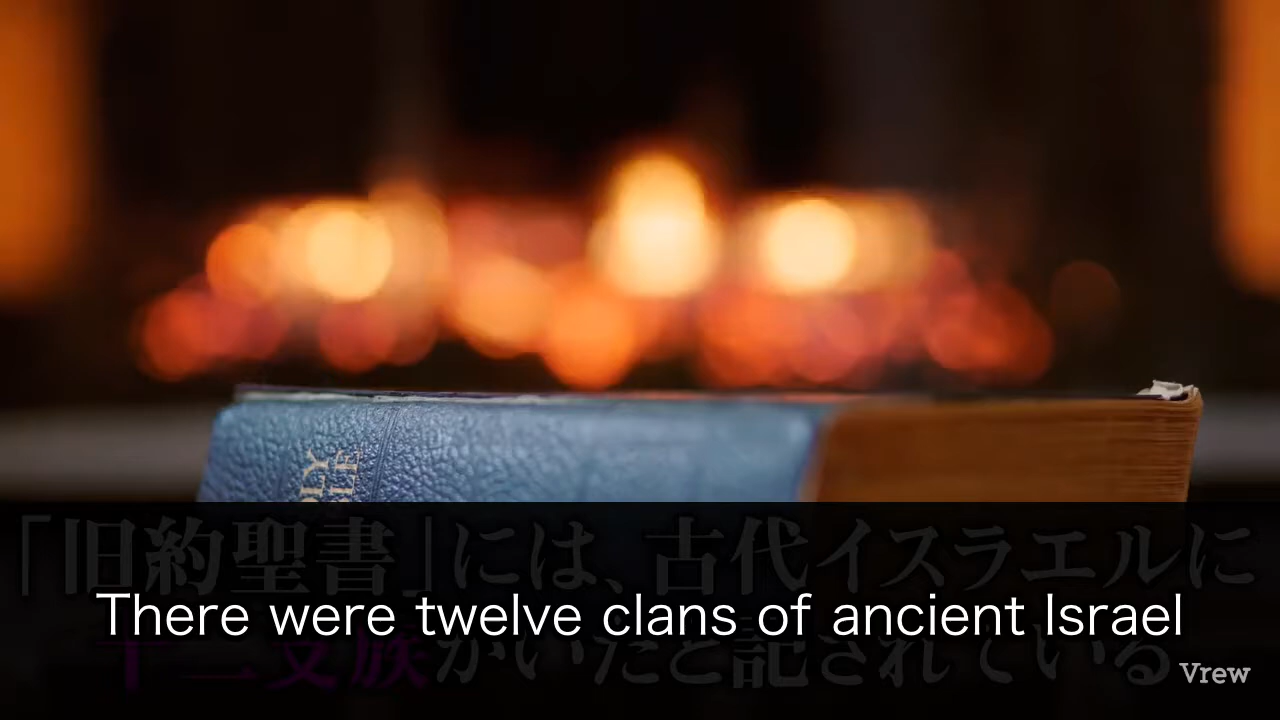 「旧約聖書」には、古代イスラエルに
There were twelve clans of ancient Israel
十二支族がいたと記されている
Vrew